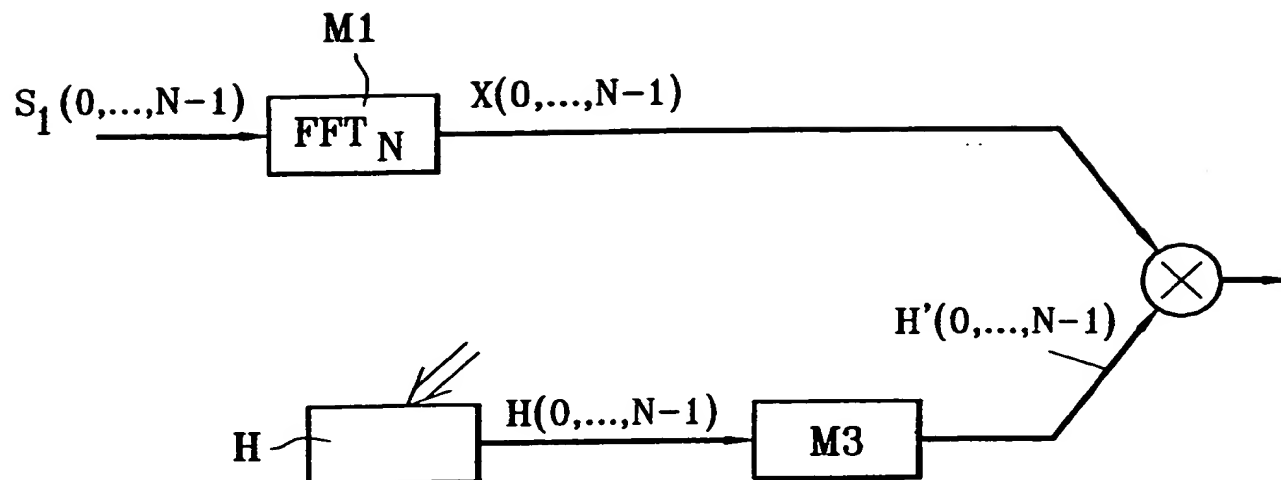 M1
S1(0,...,N-1)
FFTN
X(0,...,N-1)
H'(0,...,N-1)
H
H(0,...,N-1)
M3